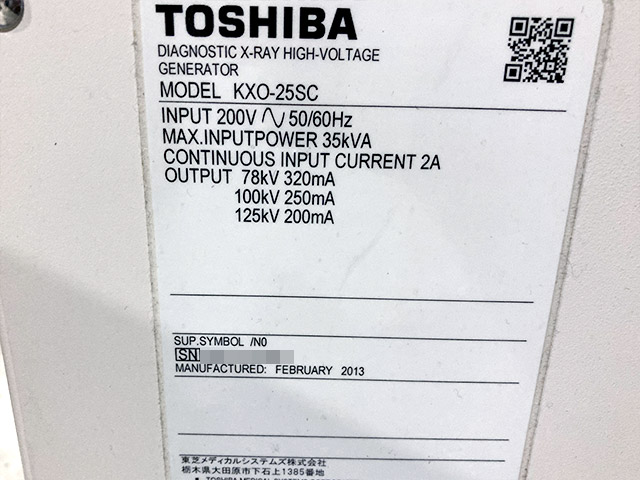 TOSHIBA
DIAGNOSTIC X-RAY HIGH-VOLTAGE
GENERATOR
MODEL KXO-25SC
INPUT 200V ∿ 50/60Hz
MAX.INPUTPOWER 35kVA
CONTINUOUS INPUT CURRENT 2A
OUTPUT 78kV 320mA
100kV 250mA
125kV 200mA
SUP.SYMBOL /N0
SN
MANUFACTURED: FEBRUARY 2013
東芝メディカルシステムズ株式会社
栃木県大田原市下石上1385番地
TOSHIBA MEDICAL SYSTEMS